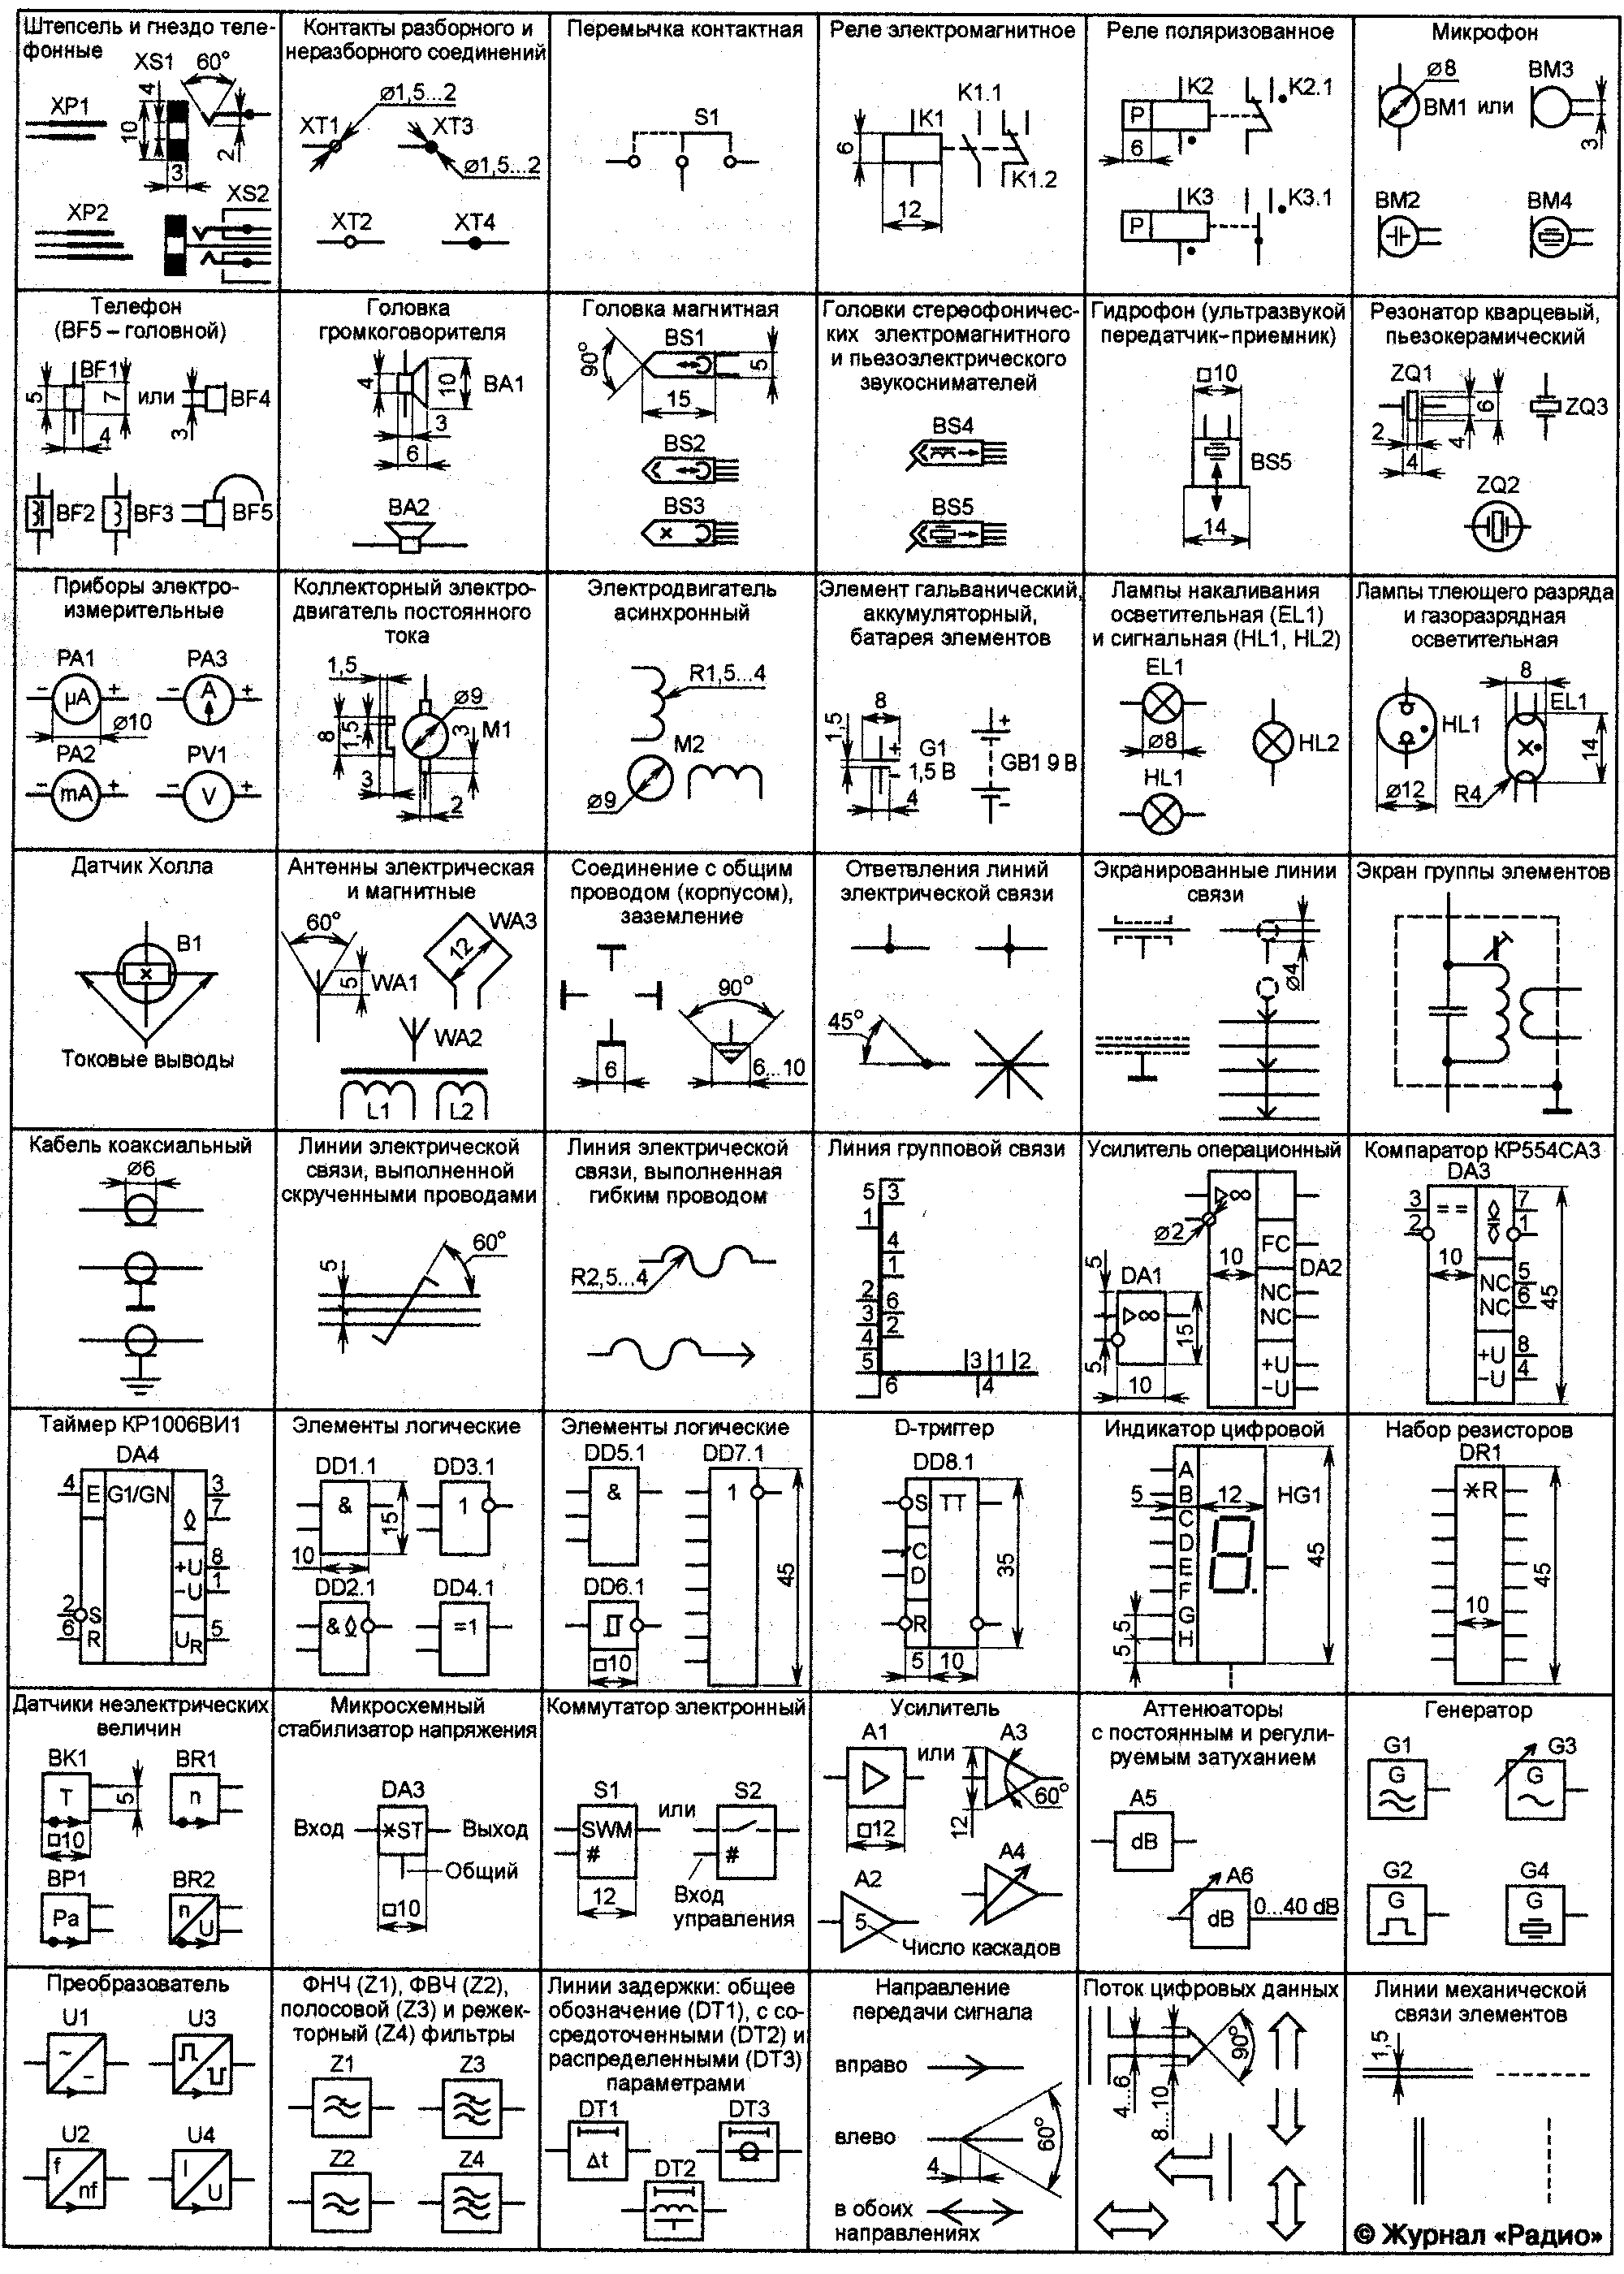 Штепсель и гнездо теле-
фонные
XS1 60°
4
XP1
10
2
3
XS2
XP2
Контакты разборного и
неразборного соединений
ø1,5...2
XT1 XT3
ø1,5...2
XT2 XT4
Перемычка контактная
S1
Реле электромагнитное
K1.1
K1
6
K1.2
12
Реле поляризованное
K2 K2.1
P
6
K3 K3.1
P
Микрофон
ø8 BM3
BM1 или
3
BM2 BM4
Телефон
(BF5 – головной)
BF1
5 7 или BF4
4 3
BF2 BF3 BF5
Головка
громкоговорителя
4 10 BA1
3
6
BA2
Головка магнитная
BS1
90° 5
15
BS2
BS3
Головки стереофоничес-
ких электромагнитного
и пьезоэлектрического
звукоснимателей
BS4
BS5
Гидрофон (ультразвукой
передатчик–приемник)
□10
BS5
14
Резонатор кварцевый,
пьезокерамический
ZQ1
6 ZQ3
2 4
4
ZQ2
Приборы электро-
измерительные
PA1 PA3
– µA + – A +
ø10
PA2 PV1
– mA + – V +
Коллекторный электро-
двигатель постоянного
тока
1,5
ø9
8 1,5 3 M1
3
2
Электродвигатель
асинхронный
R1,5...4
M2
ø9
Элемент гальванический,
аккумуляторный,
батарея элементов
8
1,5 + G1 +
– 1,5 В GB1 9 В
4 –
Лампы накаливания
осветительная (EL1)
и сигнальная (HL1, HL2)
EL1
ø8 HL2
HL1
Лампы тлеющего разряда
и газоразрядная
осветительная
8
EL1
HL1
14
ø12 R4
Датчик Холла
B1
×
Токовые выводы
Антенны электрическая
и магнитные
60° WA3
12
5 WA1
WA2
L1 L2
Соединение с общим
проводом (корпусом),
заземление
90°
6 6...10
Ответвления линий
электрической связи
45°
Экранированные линии
связи
ø4
Экран группы элементов
Кабель коаксиальный
ø6
Линии электрической
связи, выполненной
скрученными проводами
60°
5
Линия электрической
связи, выполненная
гибким проводом
R2,5...4
Линия групповой связи
5 3
1
4
1
2 6
3 2
4
5 3 1 2
6 4
Усилитель операционный
▷∞
ø2
FC
5 10
DA1 DA2
NC
▷∞ NC
15
5 +U
10 –U
Компаратор КР554СА3
DA3
3 = = 7
2 1
10
NC 5
NC 6
45
+U 8
–U 4
Таймер КР1006ВИ1
DA4
4 E G1/GN 3
7
+U 8
–U 1
2 S
6 R UR 5
Элементы логические
DD1.1 DD3.1
& 1
15
10
DD2.1 DD4.1
& =1
Элементы логические
DD5.1 DD7.1
& 1
45
DD6.1
□10
D-триггер
DD8.1
S TT
C
D 35
R
5 10
Индикатор цифровой
A
5 B 12 HG1
C
D
E 45
F
5 G
5 H
Набор резисторов
DR1
*R
45
10
Датчики неэлектрических
величин
BK1 BR1
T 5 n
□10
BP1 BR2
Pa n
U
Микросхемный
стабилизатор напряжения
DA3
Вход *ST Выход
Общий
□10
Коммутатор электронный
S1 или S2
SWM
# #
12 Вход
управления
Усилитель
A1 или A3
60°
□12 12
A4
A2
5
Число каскадов
Аттенюаторы
с постоянным и регули-
руемым затуханием
A5
dB
A6
dB 0...40 dB
Генератор
G1 G3
G G
G2 G4
G G
Преобразователь
U1 U3
~
–
U2 U4
f I
nf U
ФНЧ (Z1), ФВЧ (Z2),
полосовой (Z3) и режек-
торный (Z4) фильтры
Z1 Z3
Z2 Z4
Линии задержки: общее
обозначение (DT1), с со-
средоточенными (DT2) и
распределенными (DT3)
параметрами
DT1 DT3
Δt
DT2
Направление
передачи сигнала
вправо
влево 60°
4
в обоих
направлениях
Поток цифровых данных
90°
4...6
8...10
Линии механической
связи элементов
1,5
© Журнал «Радио»